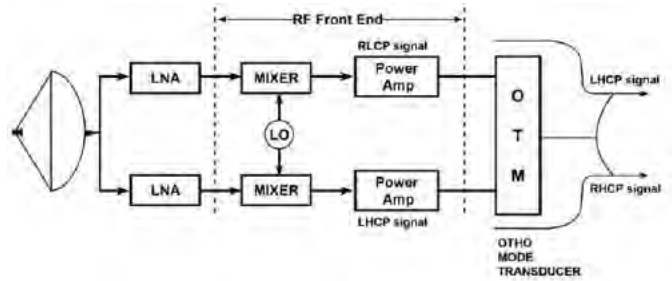 RF Front End
RLCP signal
LNA
MIXER
Power
Amp
LHCP signal
LO
O
T
M
LNA
MIXER
Power
Amp
LHCP signal
RHCP signal
OTHO
MODE
TRANSDUCER